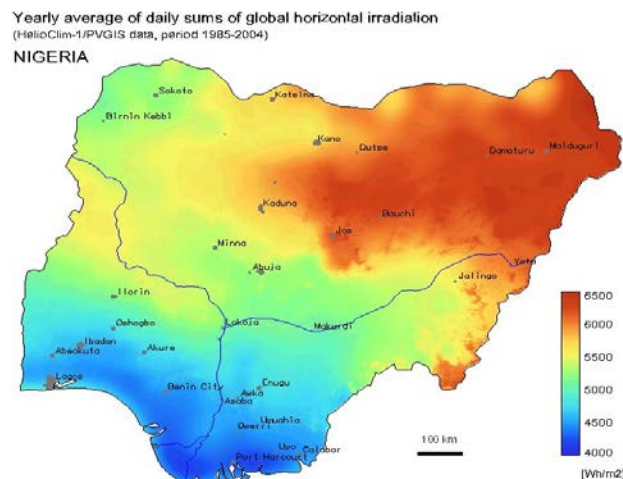 Yearly average of daily sums of global horizontal irradiation
(HelioClim-1/PVGIS data, period 1985-2004)
NIGERIA
Sokoto
Katsina
Birnin Kebbi
Kano
Dutse
Damaturu
Maiduguri
Kaduna
Bauchi
Jos
Minna
Abuja
Yola
Jalingo
Ilorin
6500
Oshogbo
Lokoja
Makurdi
6000
Ibadan
Abeokuta
Akure
5500
Lagos
Benin City
Enugu
5000
Awka
Asaba
Umuahia
4500
Owerri
Uyo
Calabar
100 km
4000
Port-Harcourt
[Wh/m2]